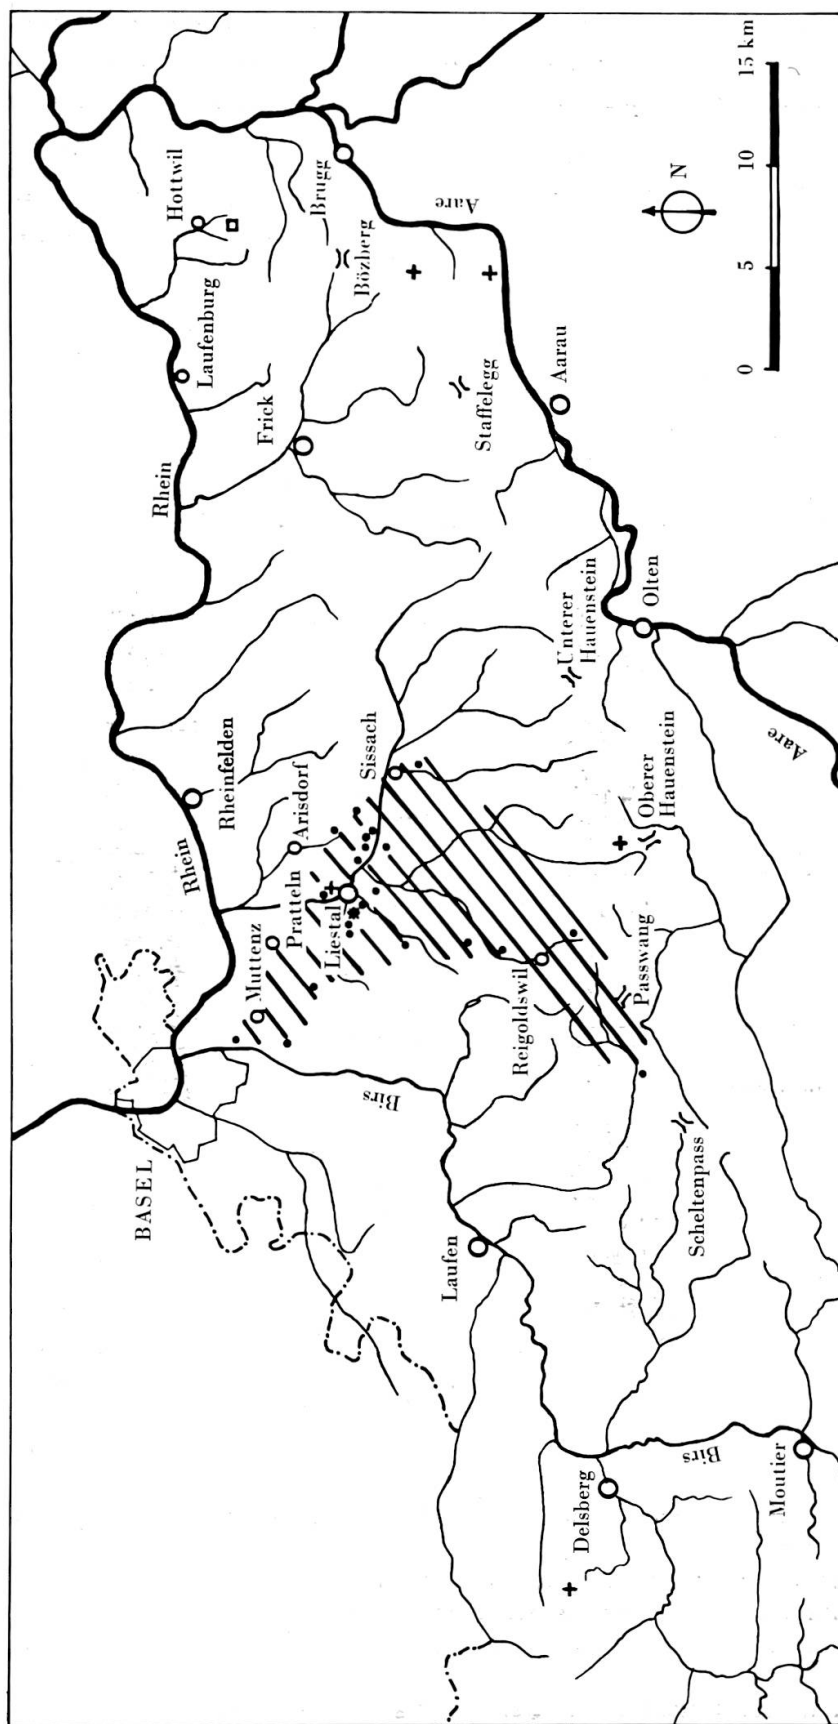 BASEL
Rhein
Rheinfelden
Rhein
Laufenburg
Hottwil
Muttenz
Pratteln
Arisdorf
Frick
Brugg
Bözberg
Liestal
Sissach
Birs
Laufen
Reigoldswil
Staffelegg
Aare
Aarau
Unterer
Hauenstein
Olten
Passwang
Oberer
Hauenstein
Scheltenpass
Delsberg
Birs
Moutier
Aare
N
0 5 10 15 km